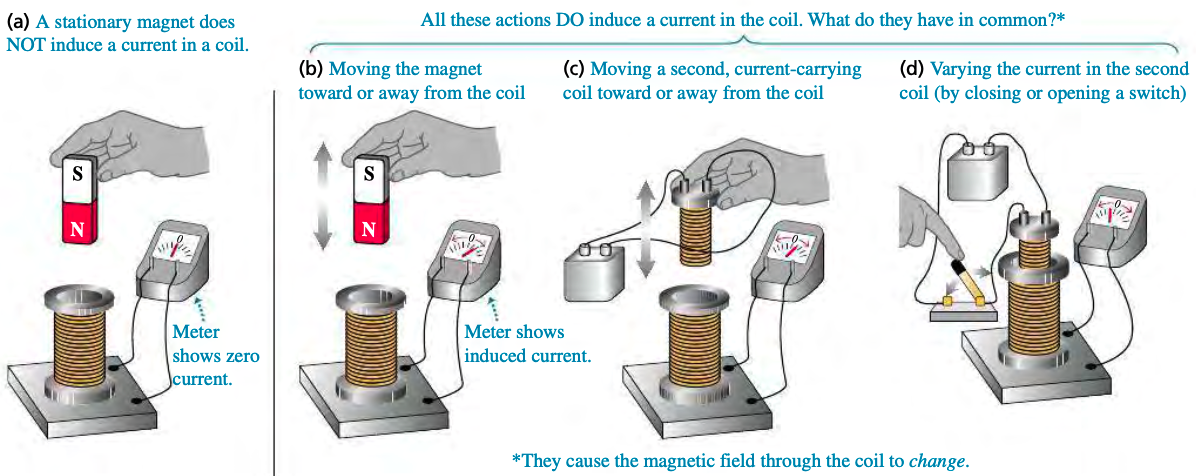 (a) A stationary magnet does
NOT induce a current in a coil.
All these actions DO induce a current in the coil. What do they have in common?*
(b) Moving the magnet
toward or away from the coil
(c) Moving a second, current-carrying
coil toward or away from the coil
(d) Varying the current in the second
coil (by closing or opening a switch)
S
N
0
Meter
shows zero
current.
S
N
0
Meter shows
induced current.
0
0
*They cause the magnetic field through the coil to change.